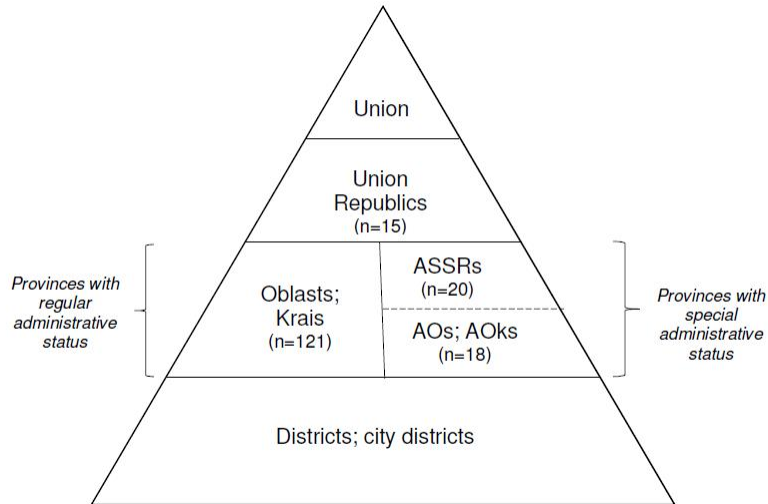 Union
Union
Republics
(n=15)
Provinces with
regular
administrative
status
Oblasts;
Krais
(n=121)
ASSRs
(n=20)
AOs; AOks
(n=18)
Provinces with
special
administrative
status
Districts; city districts